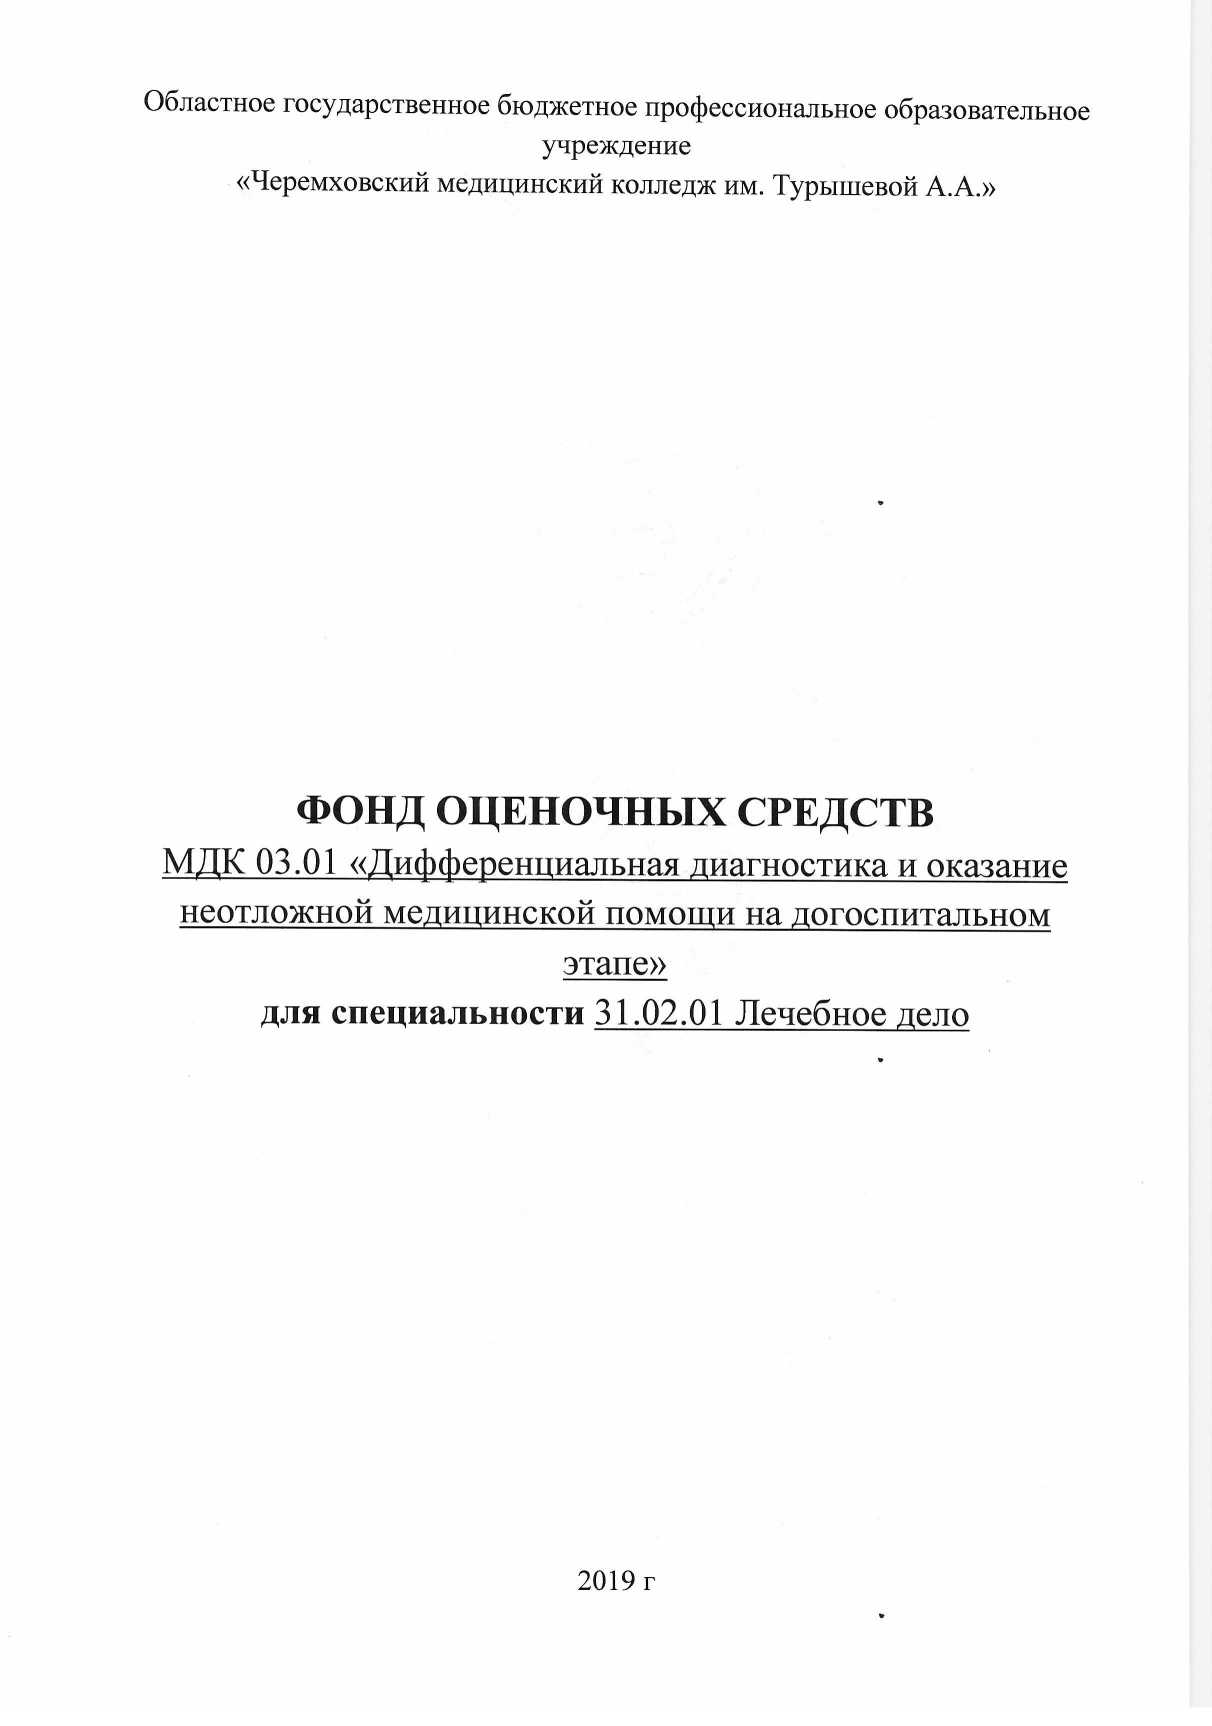 Областное государственное бюджетное профессиональное образовательное
учреждение
«Черемховский медицинский колледж им. Турышевой А.А.»
ФОНД ОЦЕНОЧНЫХ СРЕДСТВ
МДК 03.01 «Дифференциальная диагностика и оказание
неотложной медицинской помощи на догоспитальном
этапе»
для специальности 31.02.01 Лечебное дело
2019 г